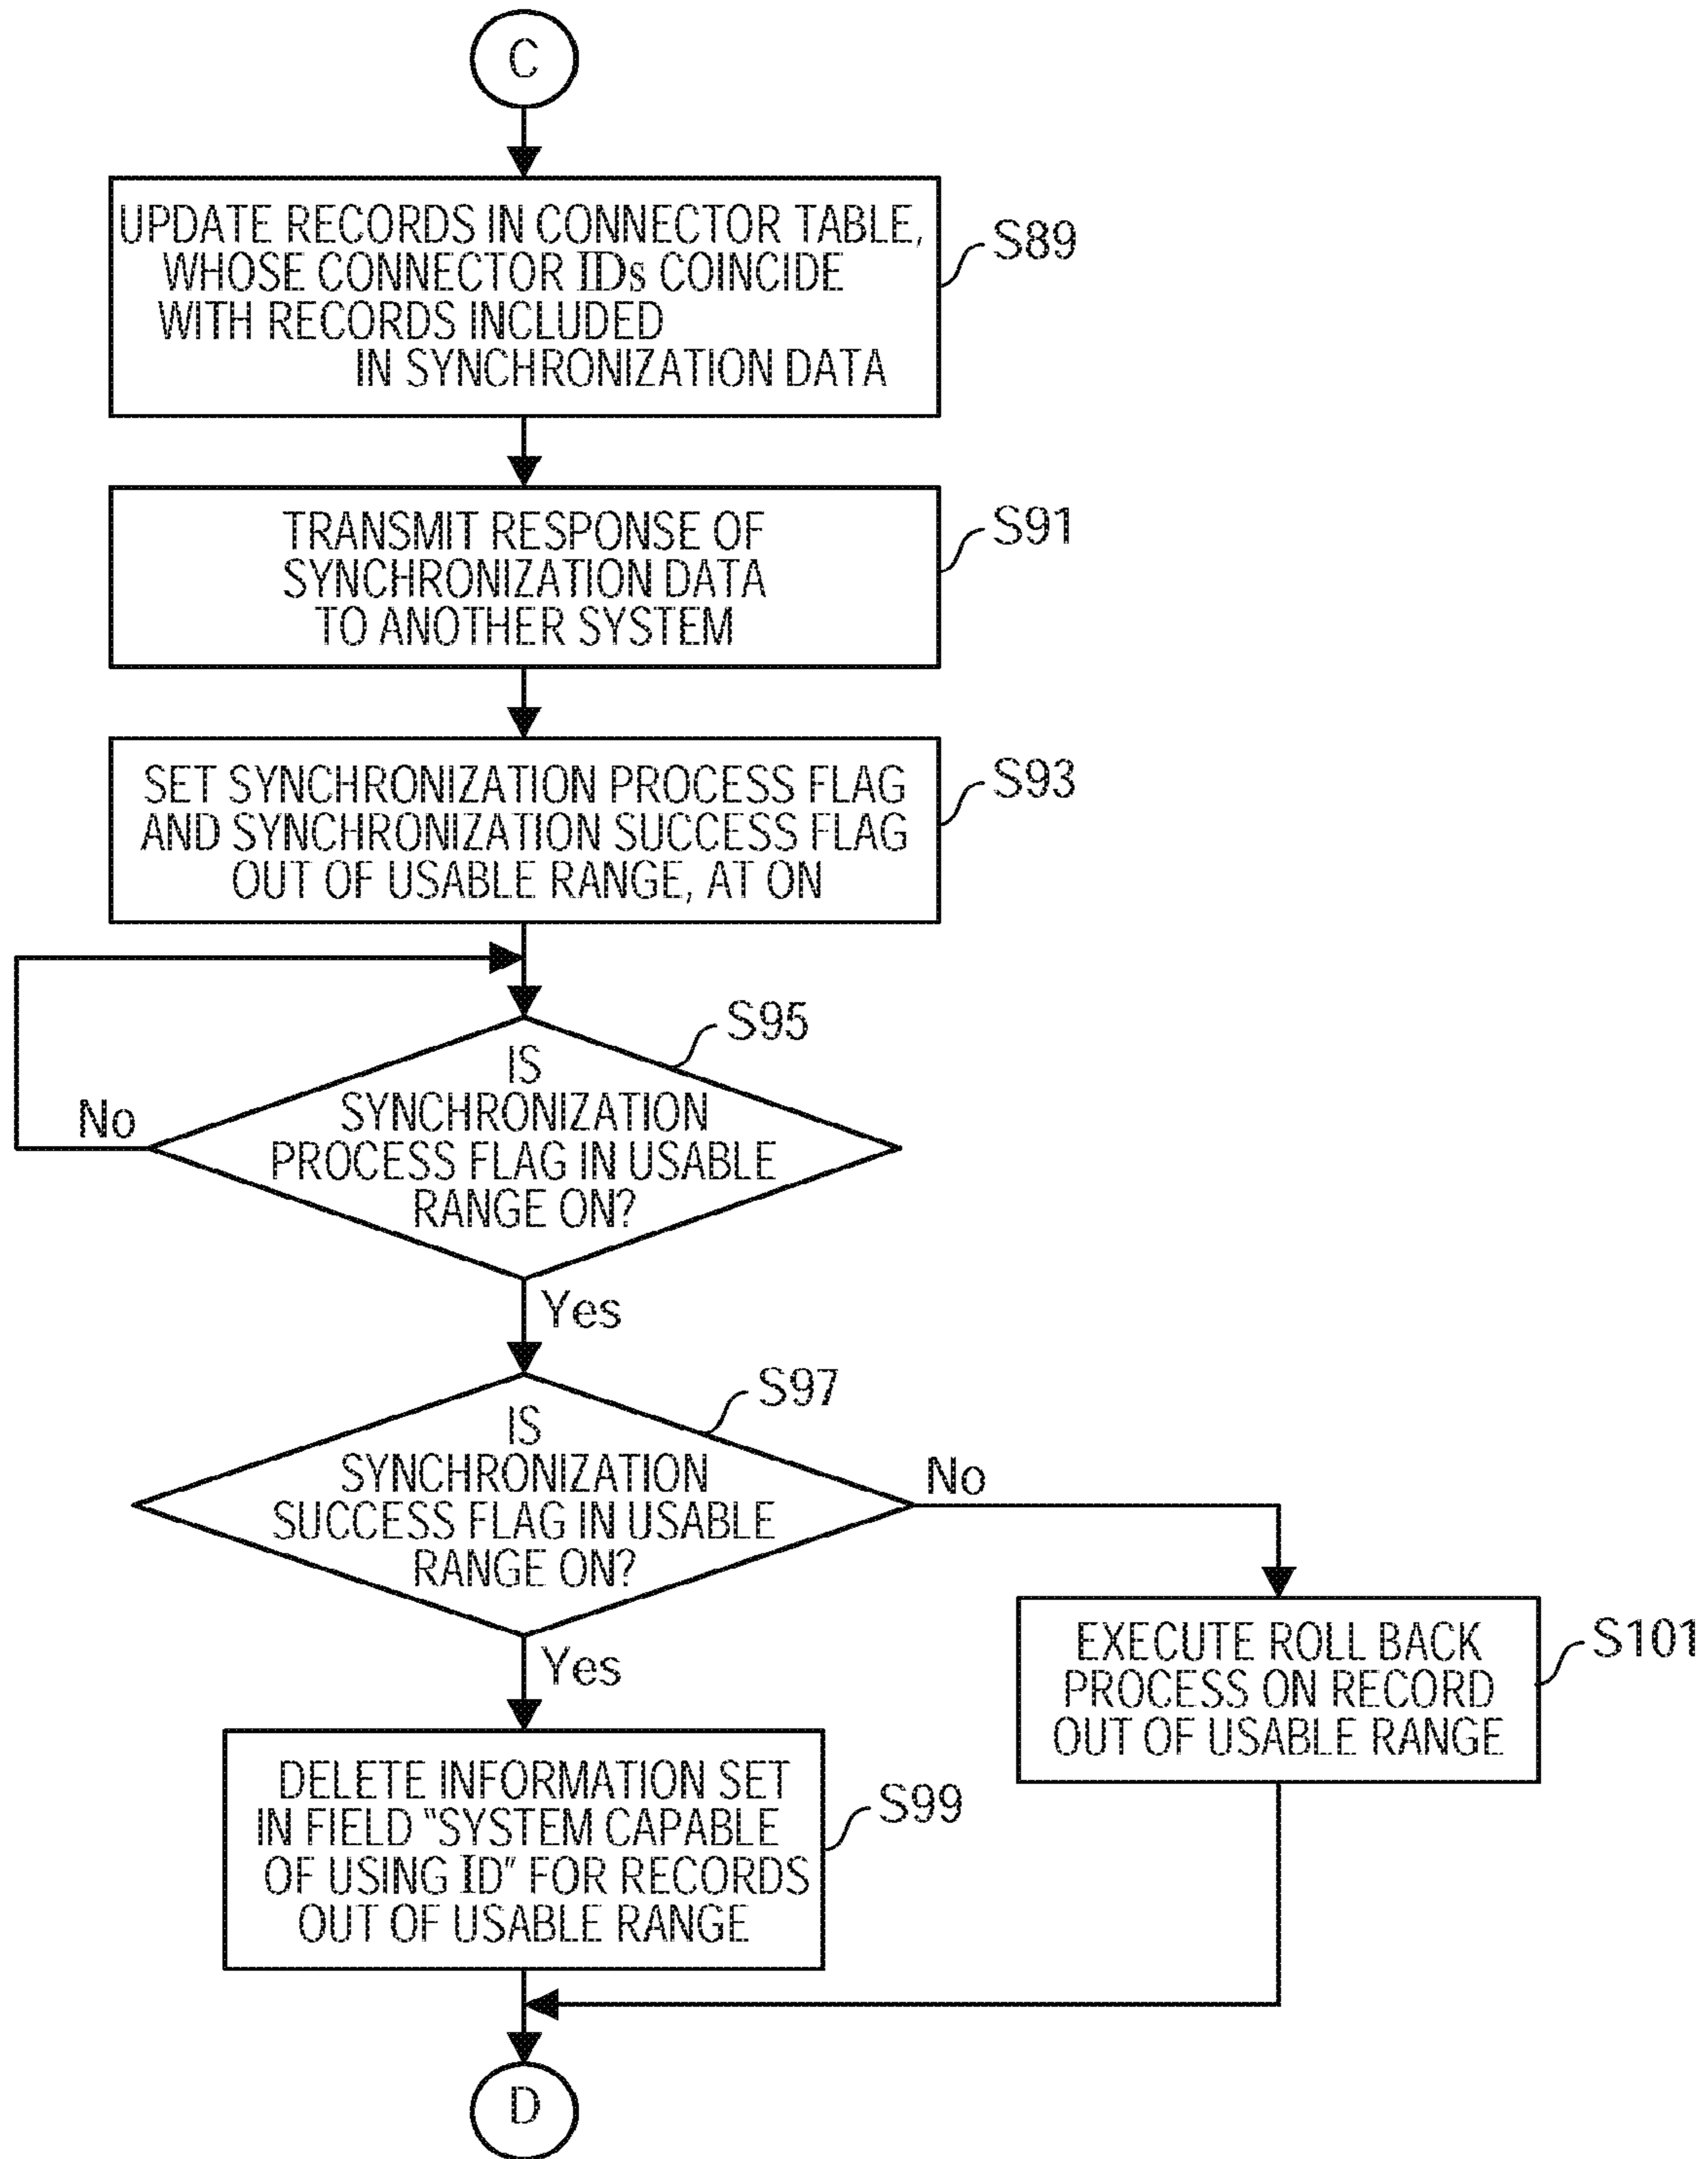 C
UPDATE RECORDS IN CONNECTOR TABLE,
WHOSE CONNECTOR IDs COINCIDE
WITH RECORDS INCLUDED
IN SYNCHRONIZATION DATA
S89
TRANSMIT RESPONSE OF
SYNCHRONIZATION DATA
TO ANOTHER SYSTEM
S91
SET SYNCHRONIZATION PROCESS FLAG
AND SYNCHRONIZATION SUCCESS FLAG
OUT OF USABLE RANGE, AT ON
S93
S95
IS
SYNCHRONIZATION
PROCESS FLAG IN USABLE
RANGE ON?
No
Yes
S97
IS
SYNCHRONIZATION
SUCCESS FLAG IN USABLE
RANGE ON?
No
Yes
EXECUTE ROLL BACK
PROCESS ON RECORD
OUT OF USABLE RANGE
S101
DELETE INFORMATION SET
IN FIELD "SYSTEM CAPABLE
OF USING ID" FOR RECORDS
OUT OF USABLE RANGE
S99
D